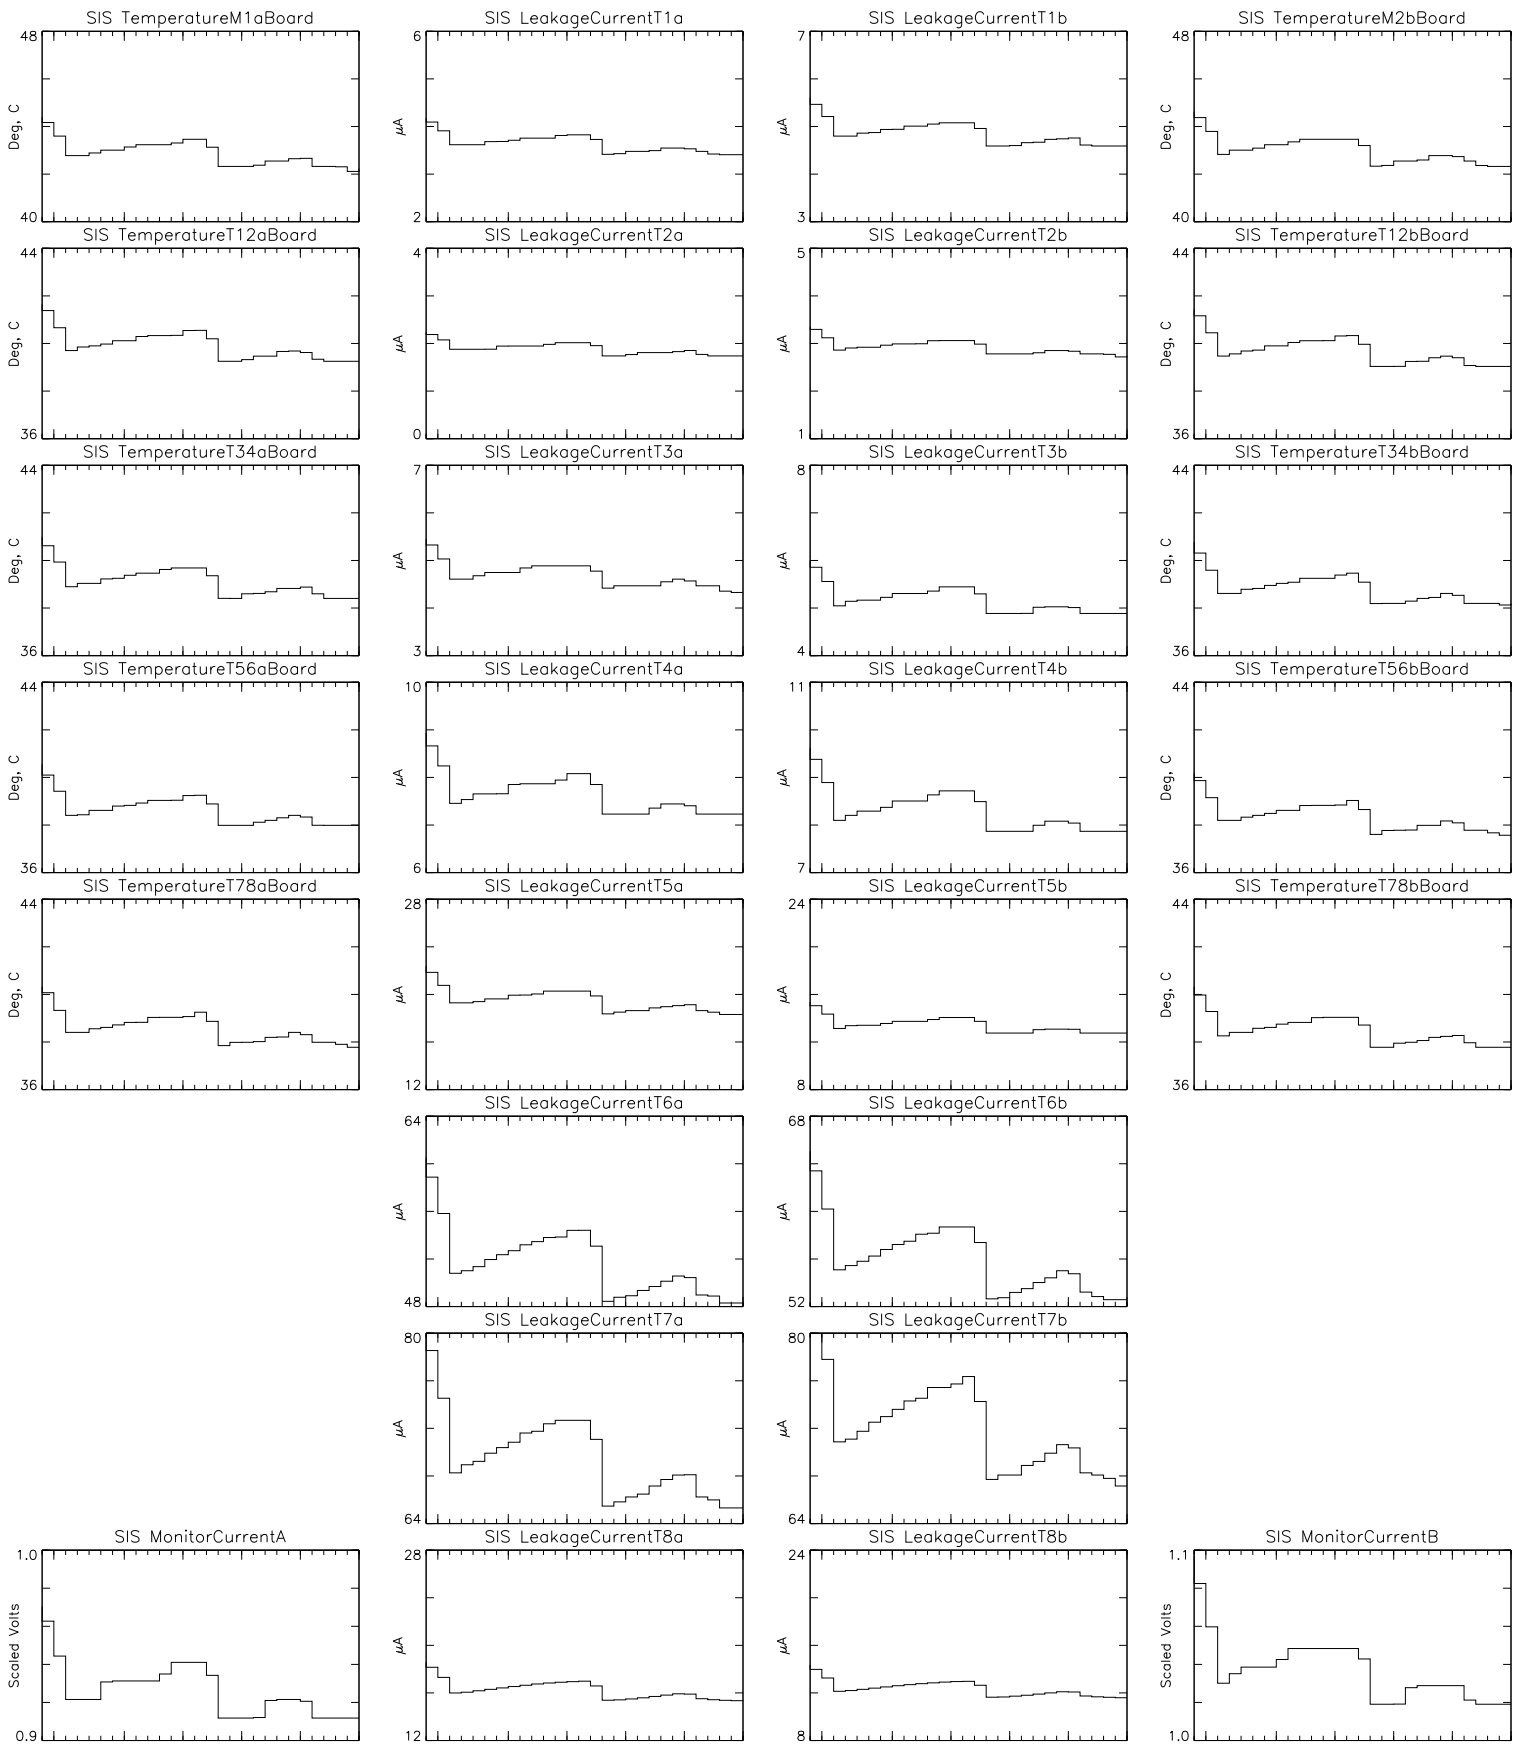 SIS TemperatureM1aBoard
48
Deg, C
40
SIS LeakageCurrentT1a
6
µA
2
SIS LeakageCurrentT1b
7
µA
3
SIS TemperatureM2bBoard
48
Deg, C
40
SIS TemperatureT12aBoard
44
Deg, C
36
SIS LeakageCurrentT2a
4
µA
0
SIS LeakageCurrentT2b
5
µA
1
SIS TemperatureT12bBoard
44
Deg, C
36
SIS TemperatureT34aBoard
44
Deg, C
36
SIS LeakageCurrentT3a
7
µA
3
SIS LeakageCurrentT3b
8
µA
4
SIS TemperatureT34bBoard
44
Deg, C
36
SIS TemperatureT56aBoard
44
Deg, C
36
SIS LeakageCurrentT4a
10
µA
6
SIS LeakageCurrentT4b
11
µA
7
SIS TemperatureT56bBoard
44
Deg, C
36
SIS TemperatureT78aBoard
44
Deg, C
36
SIS LeakageCurrentT5a
28
µA
12
SIS LeakageCurrentT5b
24
µA
8
SIS TemperatureT78bBoard
44
Deg, C
36
SIS LeakageCurrentT6a
64
µA
48
SIS LeakageCurrentT6b
68
µA
52
SIS LeakageCurrentT7a
80
µA
64
SIS LeakageCurrentT7b
80
µA
64
SIS MonitorCurrentA
1.0
Scaled Volts
0.9
SIS LeakageCurrentT8a
28
µA
12
SIS LeakageCurrentT8b
24
µA
8
SIS MonitorCurrentB
1.1
Scaled Volts
1.0